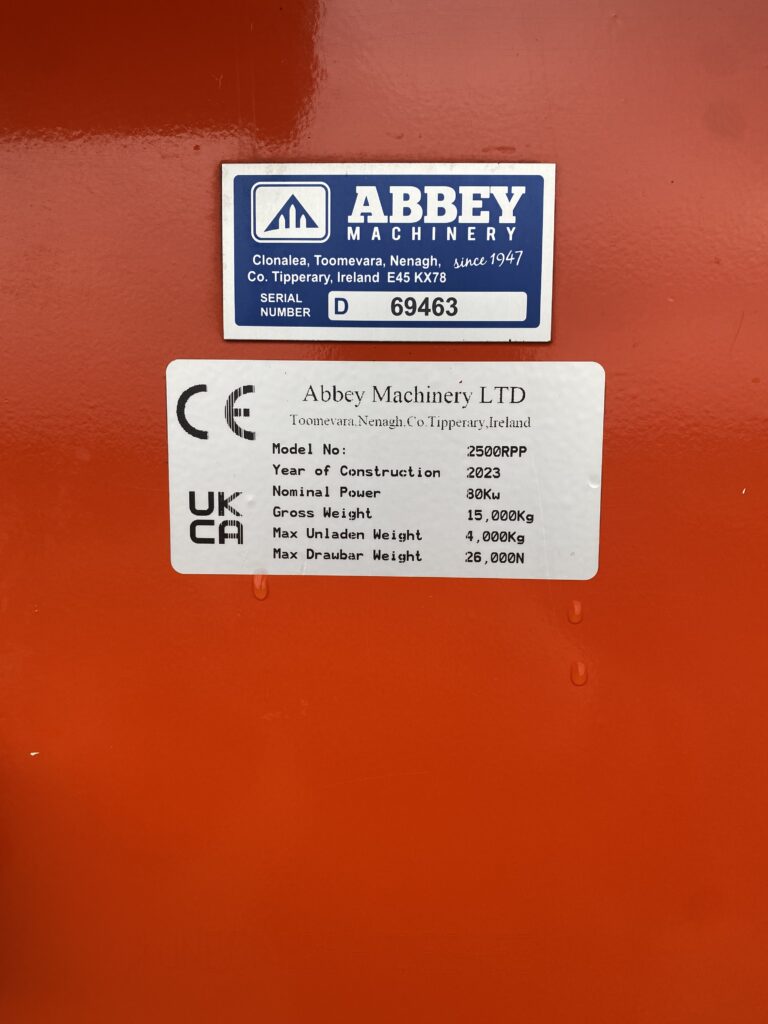 ABBEY
MACHINERY
Clonalea, Toomevara, Nenagh, since 1947
Co. Tipperary, Ireland E45 KX78
SERIAL NUMBER D 69463
CE
Abbey Machinery LTD
Toomevara,Nenagh,Co.Tipperary,Ireland
Model No: 2500RPP
Year of Construction 2023
Nominal Power 80Kw
UK
CA
Gross Weight 15,000Kg
Max Unladen Weight 4,000Kg
Max Drawbar Weight 26,000N